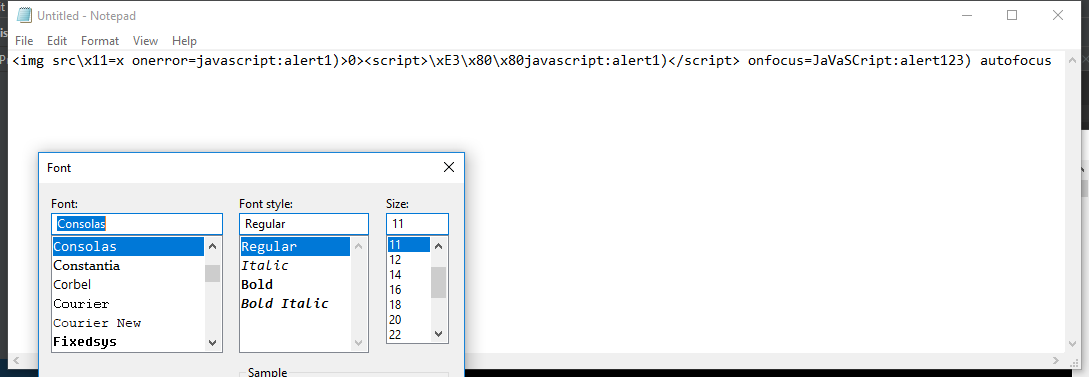 Untitled - Notepad
File Edit Format View Help
<img src\x11=x onerror=javascript:alert1)>0><script>\xE3\x80\x80javascript:alert1)</script> onfocus=JaVaSCript:alert123) autofocus
Font
Font: Font style: Size:
Consolas Regular 11
Consolas Regular 11
Constantia Italic 12
Corbel Bold 14
Courier Bold Italic 16
Courier New 18
Fixedsys 20
22
Sample